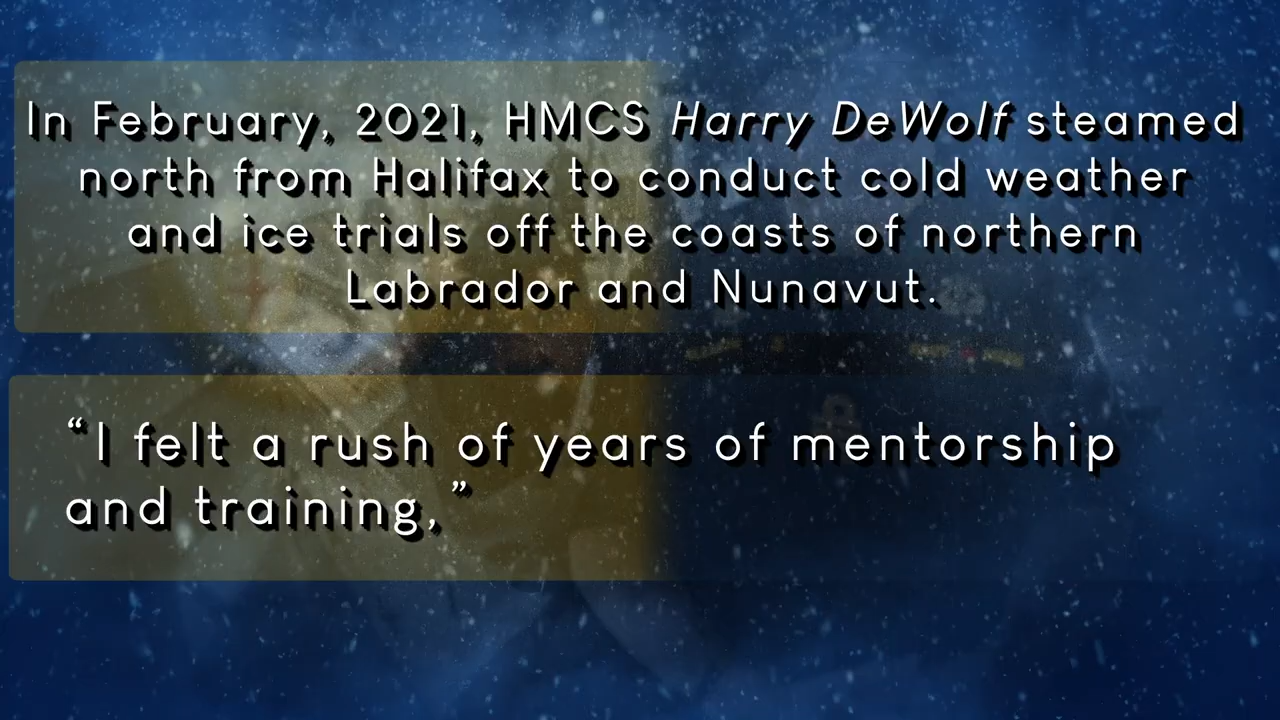 In February, 2021, HMCS Harry DeWolf steamed
north from Halifax to conduct cold weather
and ice trials off the coasts of northern
Labrador and Nunavut.
“I felt a rush of years of mentorship
and training,”